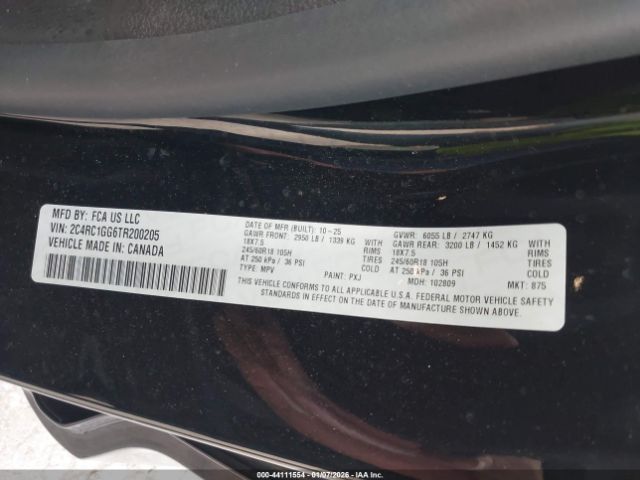 MFD BY: FCA US LLC
VIN: 2C4RC1GG6TR200205
VEHICLE MADE IN: CANADA
DATE OF MFR (BUILT): 10-25
GAWR FRONT: 2950 LB / 1339 KG
18X7.5 RIMS
245/60R18 105H TIRES
AT 250 kPa / 36 PSI COLD
TYPE: MPV PAINT: PXJ
GVWR: 6055 LB / 2747 KG
GAWR REAR: 3200 LB / 1452 KG
18X7.5 RIMS
245/60R18 105H TIRES
AT 250 kPa / 36 PSI COLD
MDH: 102809 MKT: 875
THIS VEHICLE CONFORMS TO ALL APPLICABLE U.S.A. FEDERAL MOTOR VEHICLE SAFETY
STANDARDS IN EFFECT ON THE DATE OF MANUFACTURE SHOWN ABOVE.
000-44111554 - 01/07/2026 - COPYRIGHT IAA, LLC.